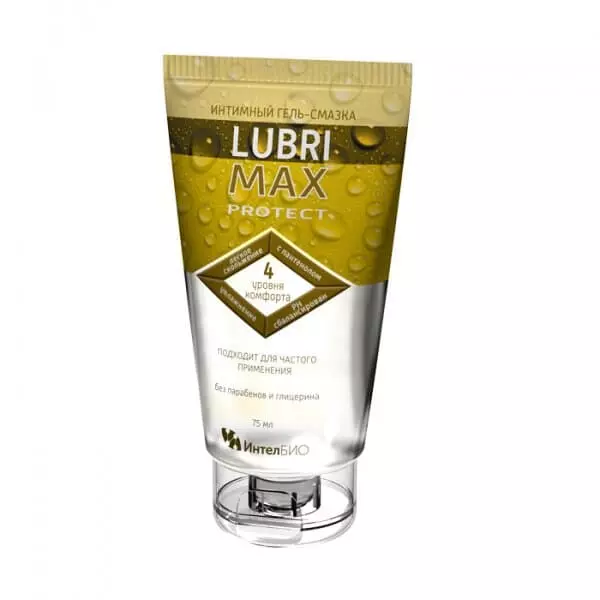 ИНТИМНЫЙ ГЕЛЬ-СМАЗКА
LUBRI
MAX
PROTECT
легкое
скольжение
с пантенолом
4
уровня
комфорта
увлажнение
PH
сбалансирован
ПОДХОДИТ ДЛЯ ЧАСТОГО
ПРИМЕНЕНИЯ
без парабенов и глицерина
75 мл
ИнтелБИО